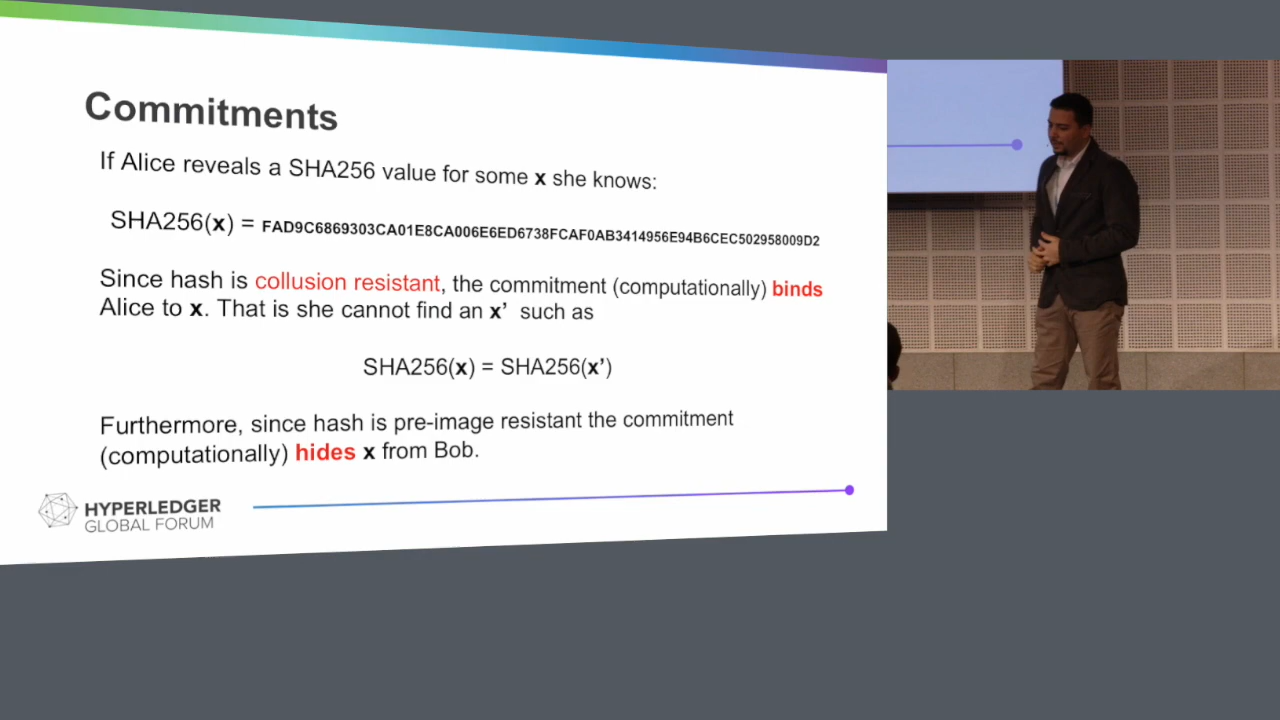 Commitments
If Alice reveals a SHA256 value for some x she knows:
SHA256(x) = FAD9C6869303CA01E8CA006E6ED6738FCAF0AB3414956E94B6CEC502958009D2
Since hash is collusion resistant, the commitment (computationally) binds
Alice to x. That is she cannot find an x’ such as
SHA256(x) = SHA256(x’)
Furthermore, since hash is pre-image resistant the commitment
(computationally) hides x from Bob.
HYPERLEDGER
GLOBAL FORUM